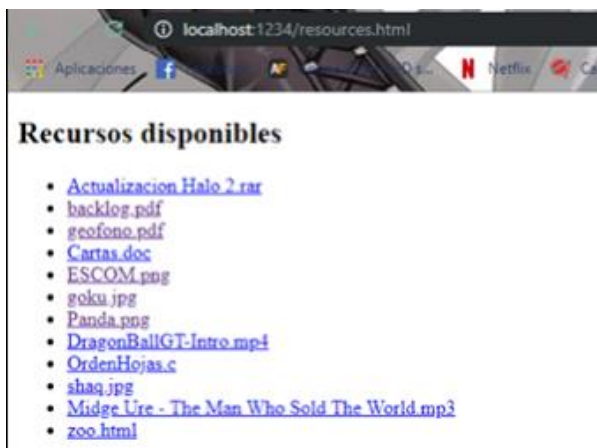 localhost:1234/resources.html
Aplicaciones
Netflix
Recursos disponibles
Actualizacion Halo 2.rar
backlog.pdf
geofono.pdf
Cartas.doc
ESCOM.png
goku.jpg
Panda.png
DragonBallGT-Intro.mp4
OrdenHojas.c
shaq.jpg
Midge Ure - The Man Who Sold The World.mp3
zoo.html